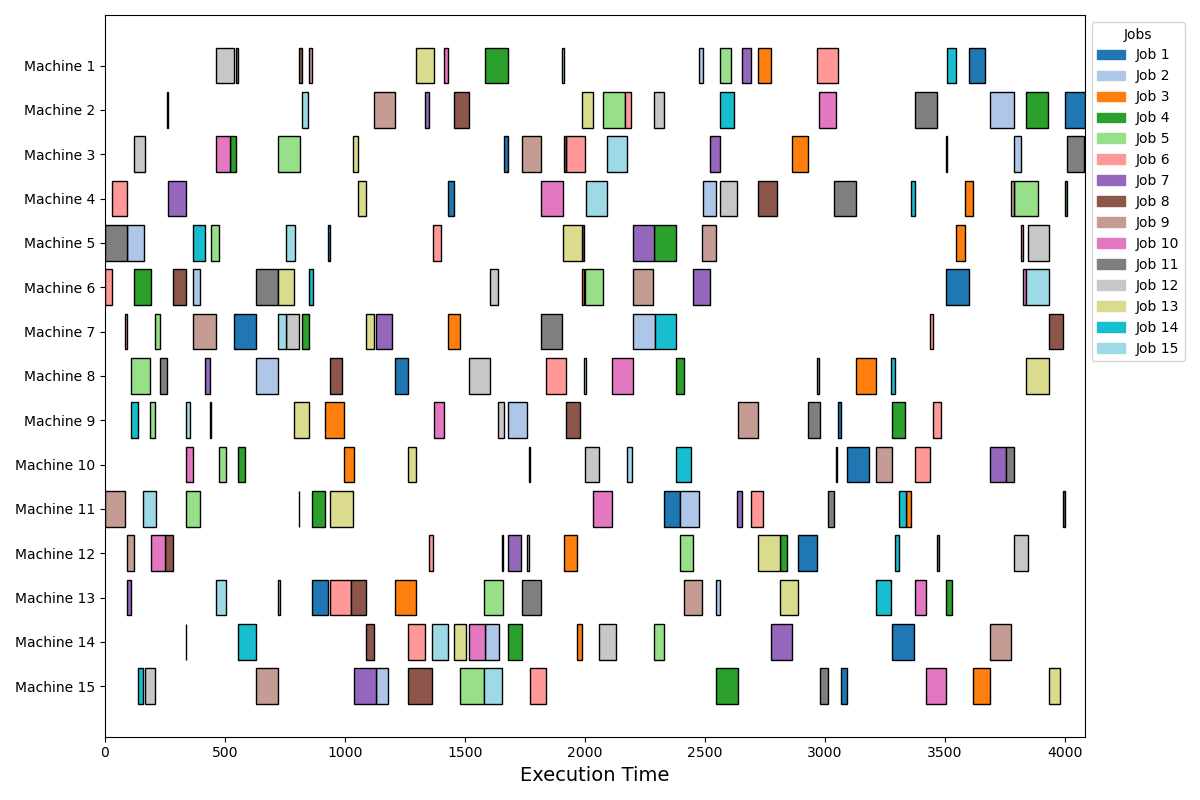 Machine 1
Machine 2
Machine 3
Machine 4
Machine 5
Machine 6
Machine 7
Machine 8
Machine 9
Machine 10
Machine 11
Machine 12
Machine 13
Machine 14
Machine 15
0 500 1000 1500 2000 2500 3000 3500 4000
Execution Time
Jobs
Job 1
Job 2
Job 3
Job 4
Job 5
Job 6
Job 7
Job 8
Job 9
Job 10
Job 11
Job 12
Job 13
Job 14
Job 15